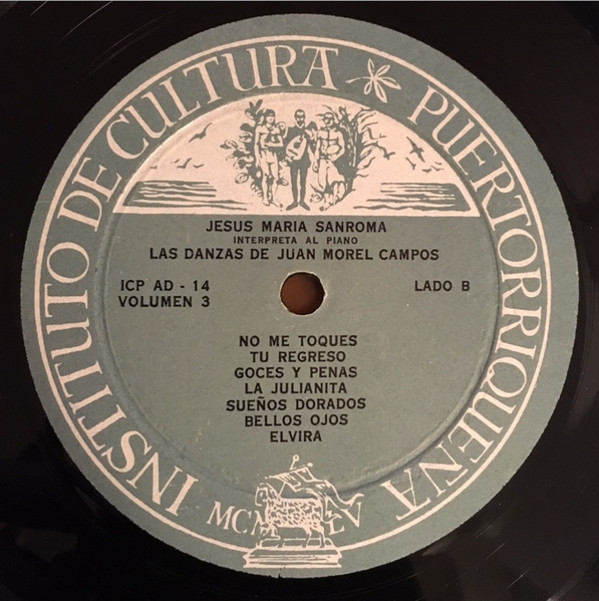 INSTITUTO DE CULTURA PUERTORRIQUEÑA
JESUS MARIA SANROMA
INTERPRETA AL PIANO
LAS DANZAS DE JUAN MOREL CAMPOS
ICP AD - 14
VOLUMEN 3
LADO B
NO ME TOQUES
TU REGRESO
GOCES Y PENAS
LA JULIANITA
SUEÑOS DORADOS
BELLOS OJOS
ELVIRA